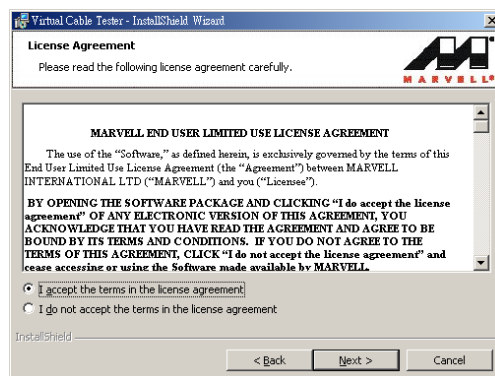 Virtual Cable Tester - InstallShield Wizard
License Agreement
Please read the following license agreement carefully.
MARVELL®
MARVELL END USER LIMITED USE LICENSE AGREEMENT
The use of the “Software,” as defined herein, is exclusively governed by the terms of this
End User Limited Use License Agreement (the “Agreement”) between MARVELL
INTERNATIONAL LTD (“MARVELL”) and you (“Licensee”).
BY OPENING THE SOFTWARE PACKAGE AND CLICKING “I do accept the license
agreement” OF ANY ELECTRONIC VERSION OF THIS AGREEMENT, YOU
ACKNOWLEDGE THAT YOU HAVE READ THE AGREEMENT AND AGREE TO BE
BOUND BY ITS TERMS AND CONDITIONS. IF YOU DO NOT AGREE TO THE
TERMS OF THIS AGREEMENT, CLICK “I do not accept the license agreement” and
cease accessing or using the Software made available by MARVELL.
I accept the terms in the license agreement
I do not accept the terms in the license agreement
InstallShield
< Back
Next >
Cancel